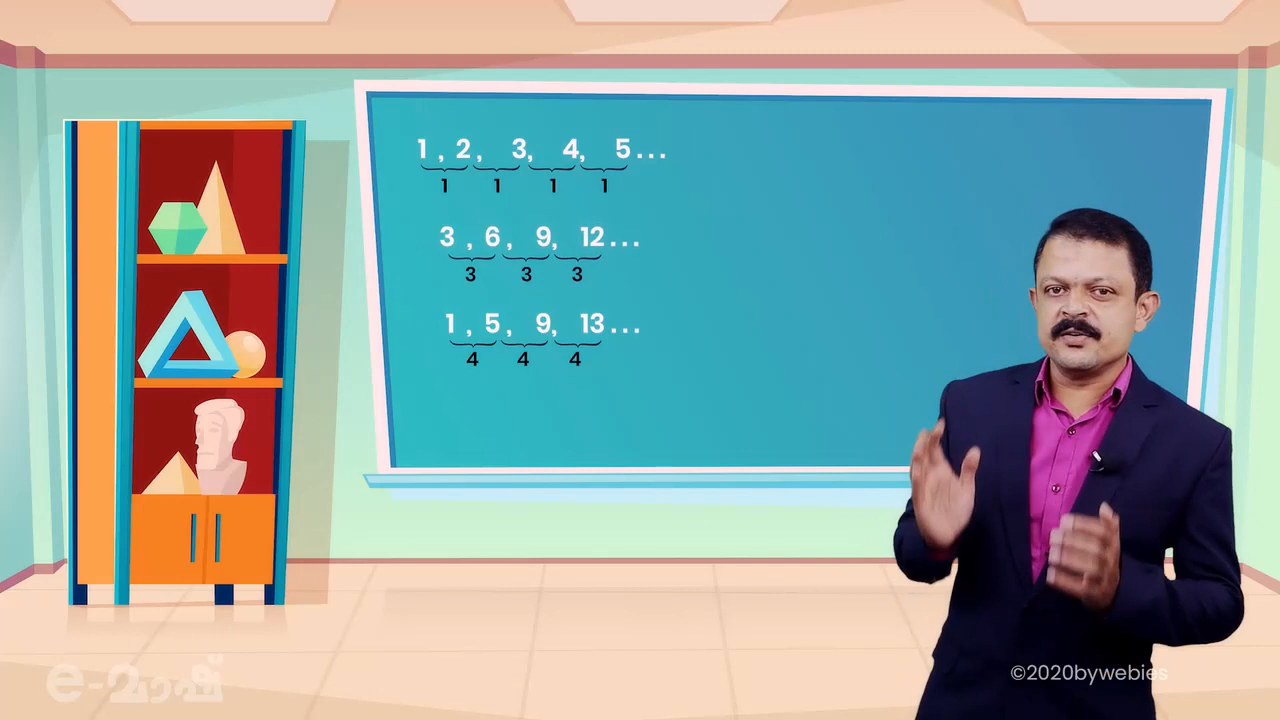 1 , 2 , 3, 4, 5...
1 1 1 1
3 , 6 , 9, 12...
3 3 3
1 , 5 , 9, 13...
4 4 4
e-മാഷ്
©2020bywebies